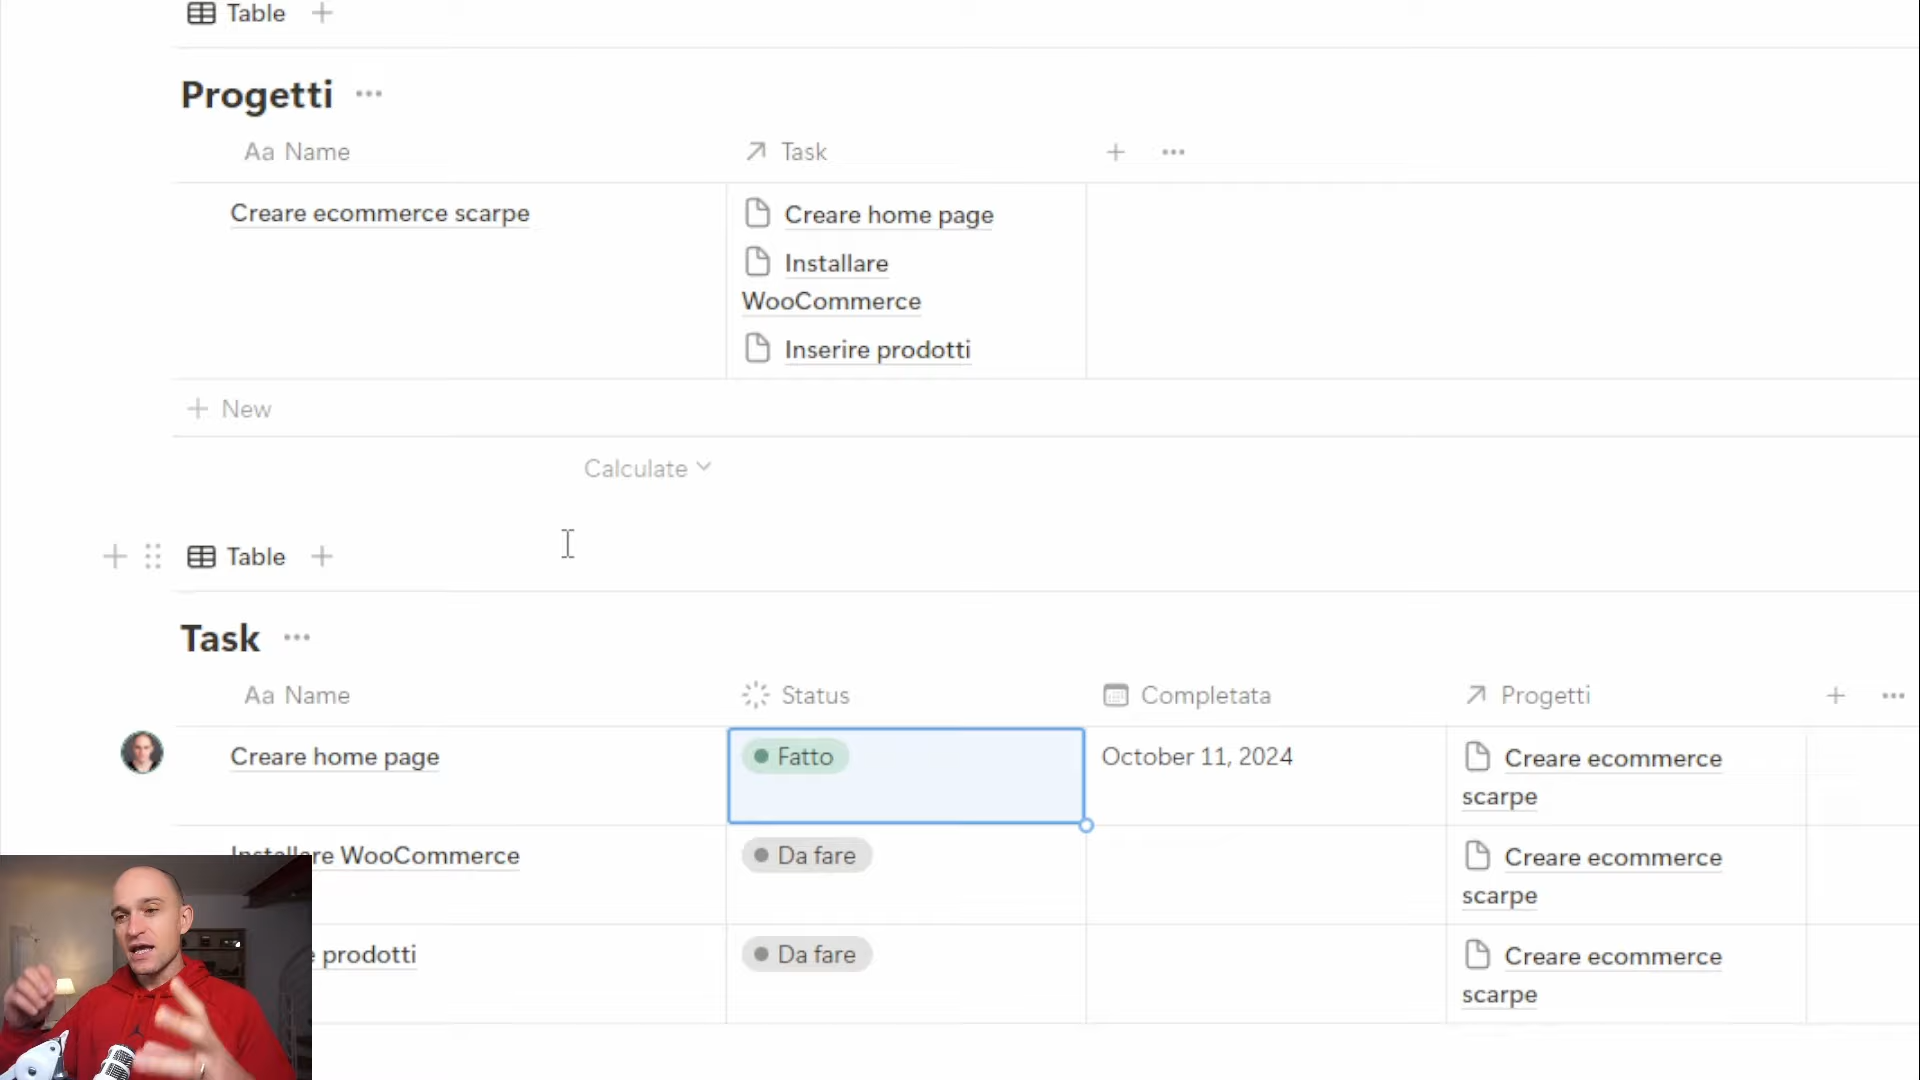 Table
Progetti
Aa Name
Task
Creare ecommerce scarpe
Creare home page
Installare
WooCommerce
Inserire prodotti
New
Calculate
Table
Task
Aa Name
Status
Completata
Progetti
Creare home page
Fatto
October 11, 2024
Creare ecommerce
scarpe
Installare WooCommerce
Da fare
Creare ecommerce
scarpe
prodotti
Da fare
Creare ecommerce
scarpe